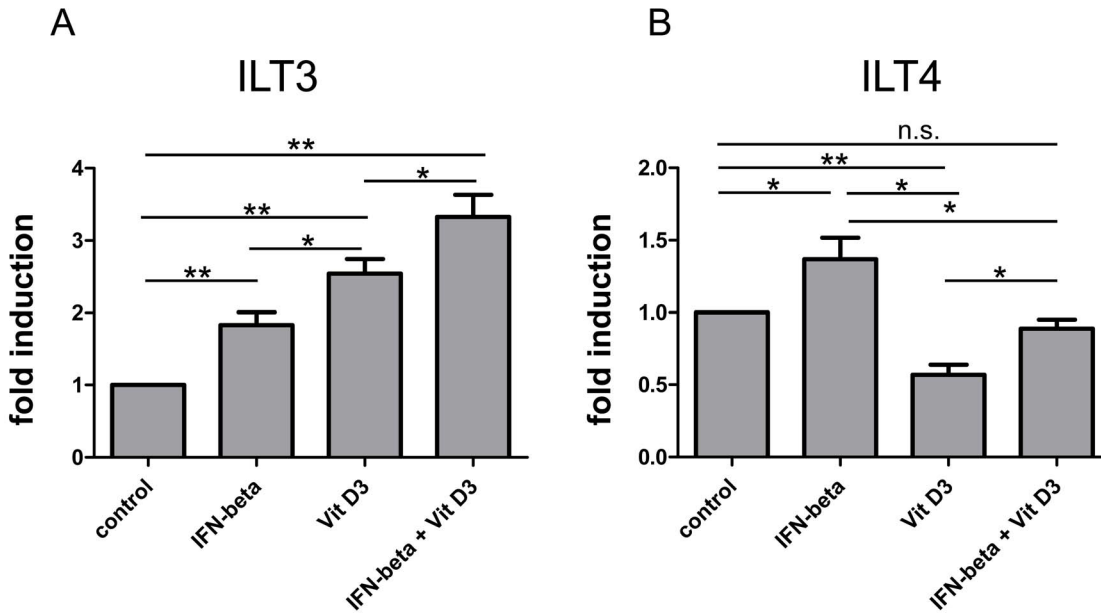 A
ILT3
fold induction
4
3
2
1
0
**
*
**
*
**
control
IFN-beta
Vit D3
IFN-beta + Vit D3
B
ILT4
fold induction
2.0
1.5
1.0
0.5
0.0
n.s.
**
*
*
*
*
control
IFN-beta
Vit D3
IFN-beta + Vit D3